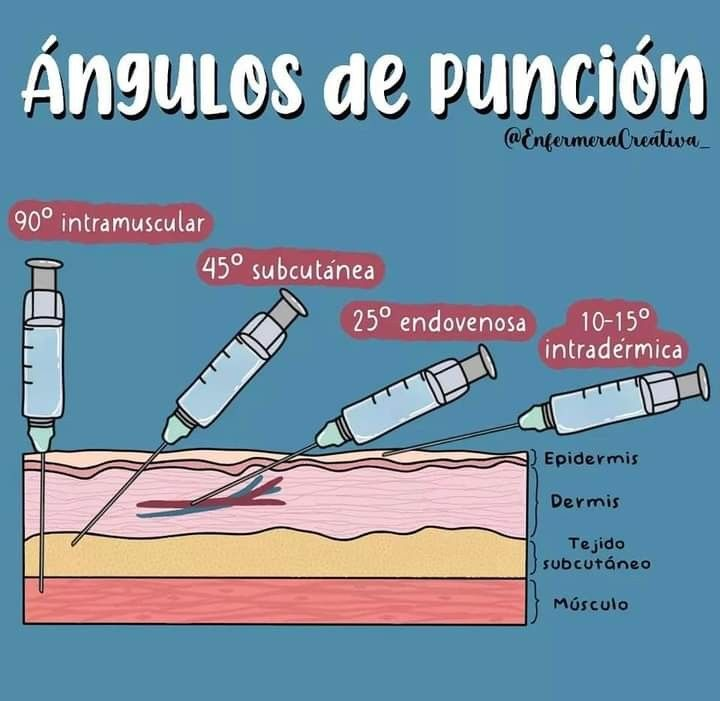 Ángulos de punción
@EnfermeraCreativa_
90° intramuscular
45° subcutánea
25° endovenosa
10-15°
intradérmica
Epidermis
Dermis
Tejido
subcutáneo
Músculo